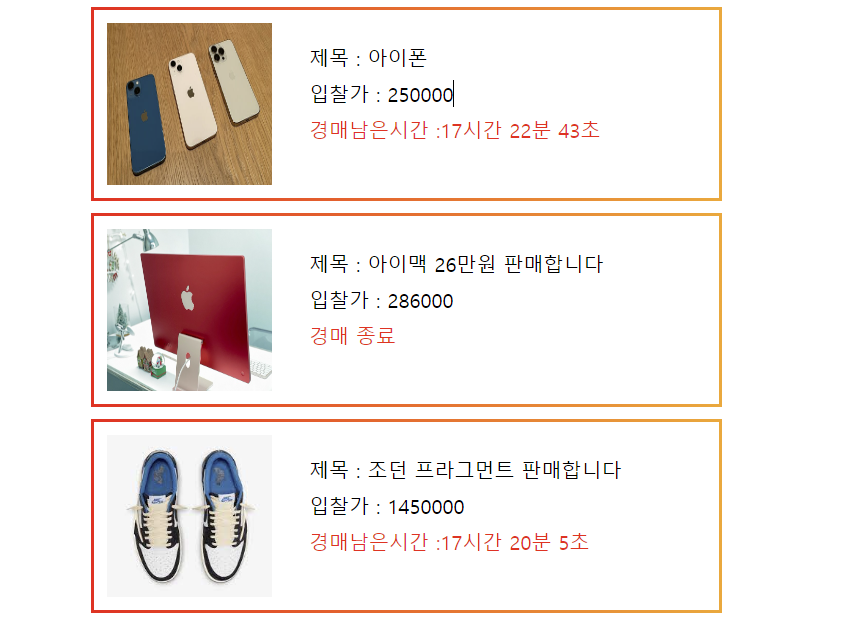 제목 : 아이폰
입찰가 : 250000
경매남은시간 :17시간 22분 43초
제목 : 아이맥 26만원 판매합니다
입찰가 : 286000
경매 종료
제목 : 조던 프라그먼트 판매합니다
입찰가 : 1450000
경매남은시간 :17시간 20분 5초